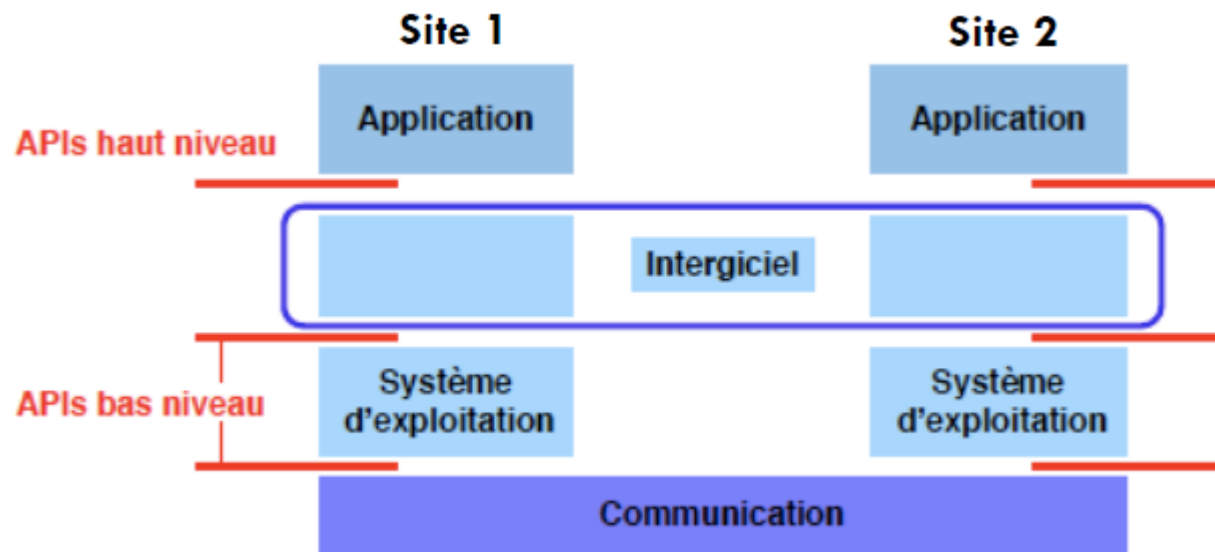 Site 1
Site 2
Application
Application
APIs haut niveau
Intergiciel
Système
d'exploitation
Système
d'exploitation
APIs bas niveau
Communication